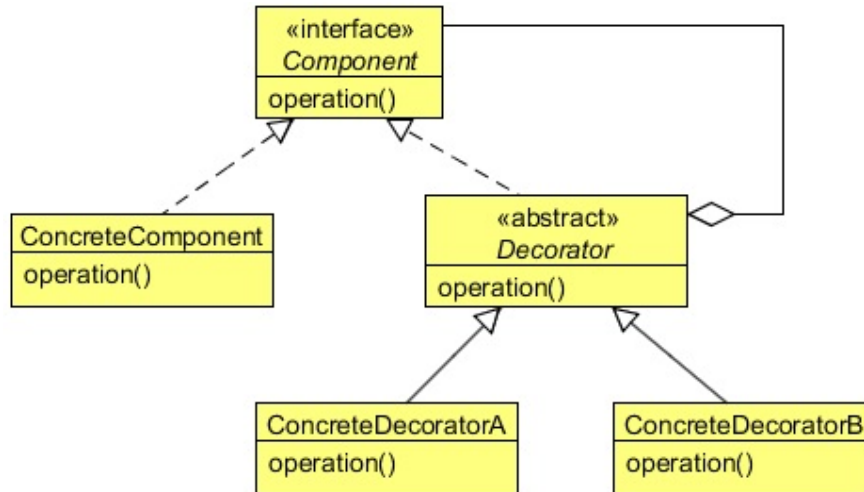 «interface»
Component
operation()
ConcreteComponent
operation()
«abstract»
Decorator
operation()
ConcreteDecoratorA
operation()
ConcreteDecoratorB
operation()